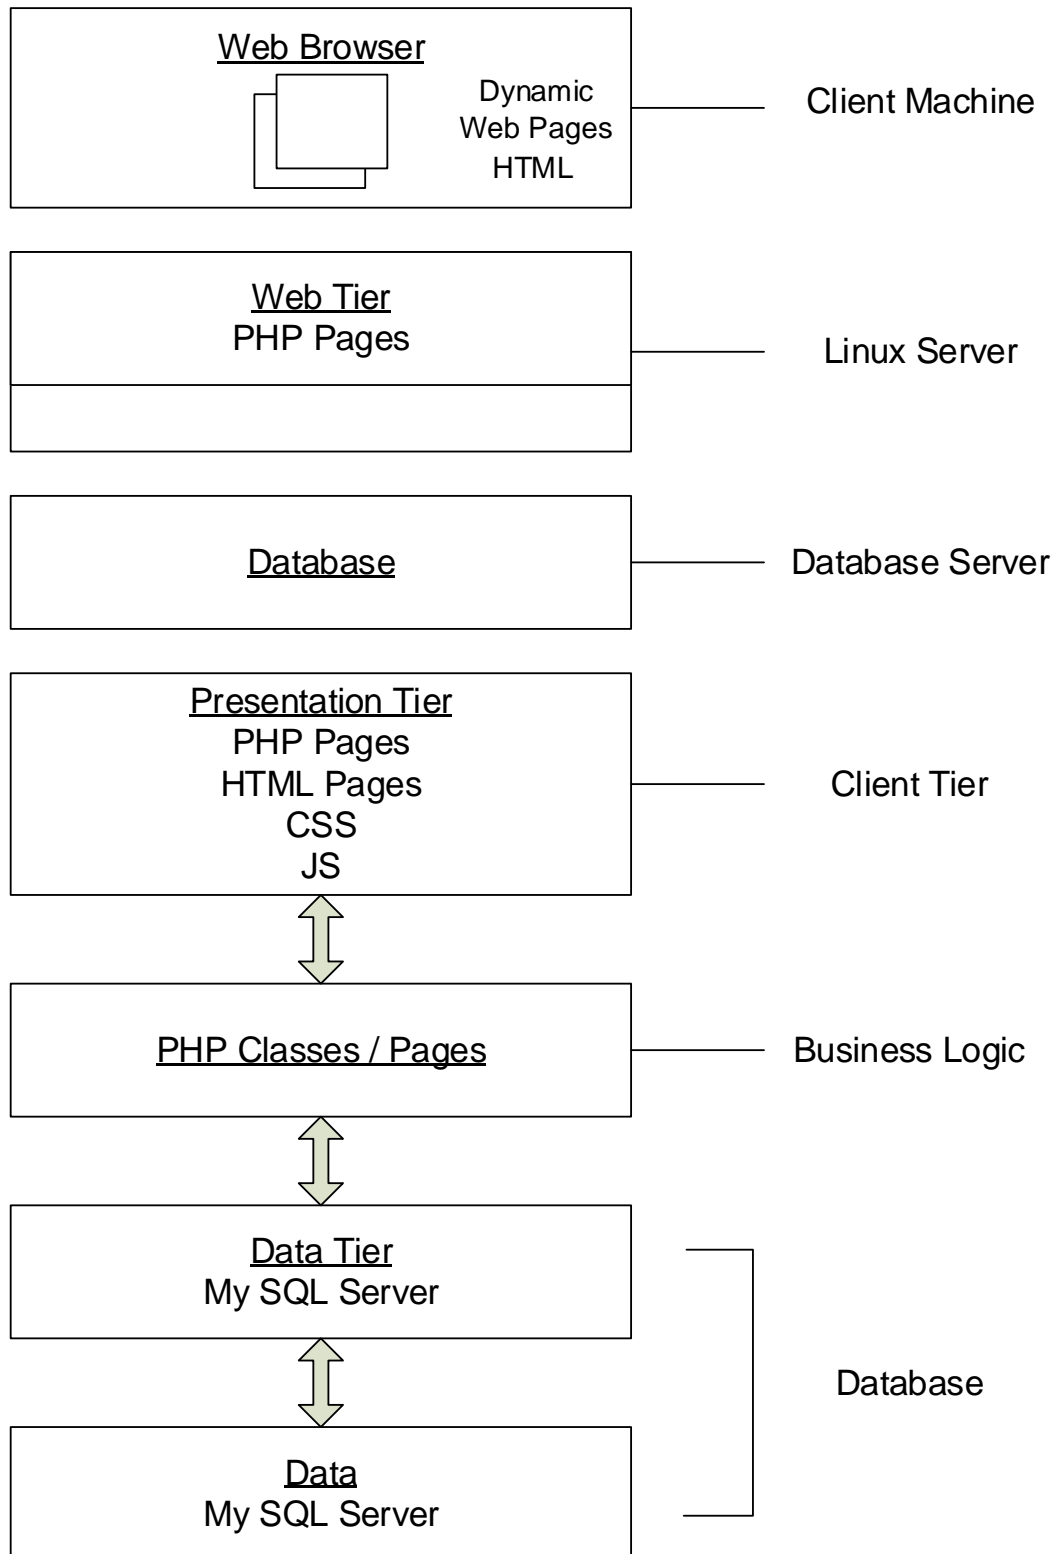 Web Browser
Dynamic
Web Pages
HTML
Client Machine
Web Tier
PHP Pages
Linux Server
Database
Database Server
Presentation Tier
PHP Pages
HTML Pages
CSS
JS
Client Tier
PHP Classes / Pages
Business Logic
Data Tier
My SQL Server
Database
Data
My SQL Server